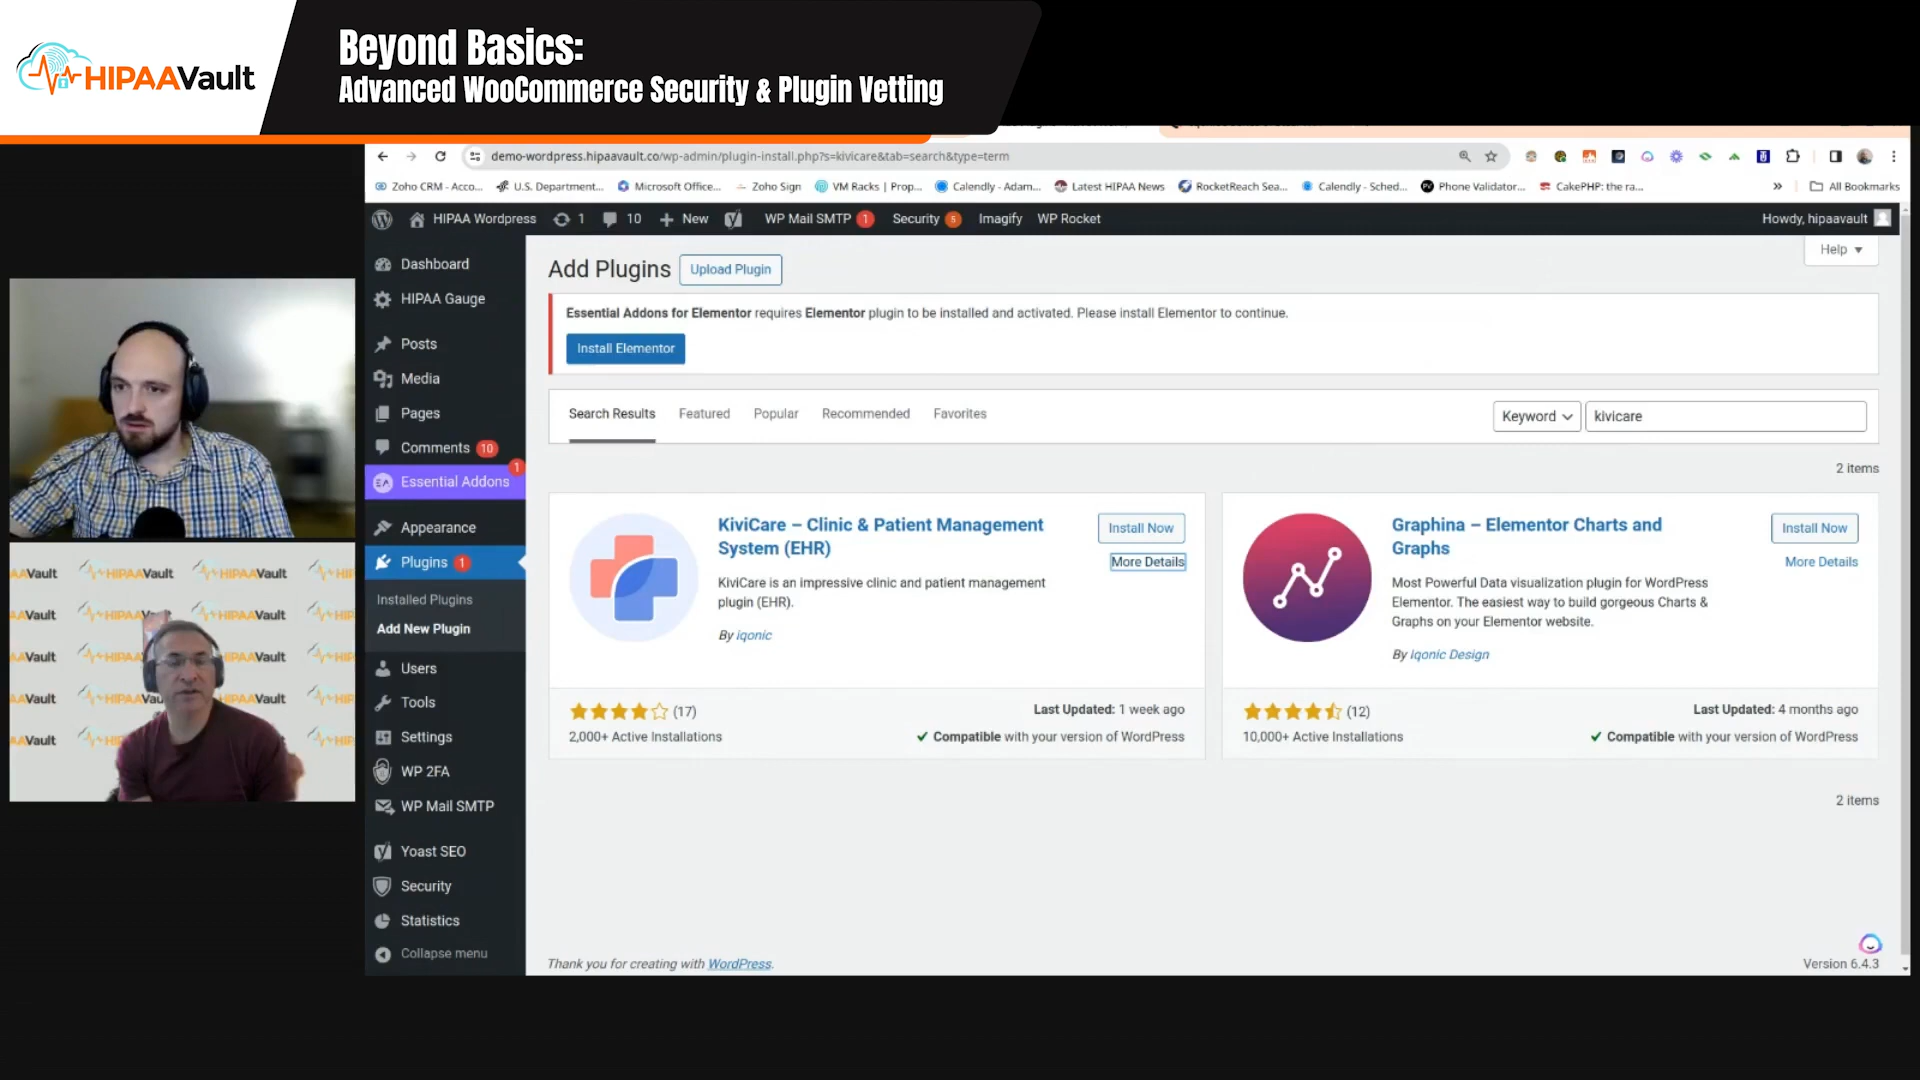 HIPAAVault
Beyond Basics:
Advanced WooCommerce Security & Plugin Vetting
demo-wordpress.hipaavault.co/wp-admin/plugin-install.php?s=kivicare&tab=search&type=term
Zoho CRM - Acco... U.S. Department... Microsoft Office... Zoho Sign VM Racks | Prop... Calendly - Adam... Latest HIPAA News RocketReach Sea... Calendly - Sched... Phone Validator... CakePHP: the ra... » All Bookmarks
HIPAA Wordpress 1 10 New WP Mail SMTP 1 Security 5 Imagify WP Rocket Howdy, hipaavault
Help
Dashboard
HIPAA Gauge
Posts
Media
Pages
Comments 10
Essential Addons 1
Appearance
Plugins 1
Installed Plugins
Add New Plugin
Users
Tools
Settings
WP 2FA
WP Mail SMTP
Yoast SEO
Security
Statistics
Collapse menu
Add Plugins Upload Plugin
Essential Addons for Elementor requires Elementor plugin to be installed and activated. Please install Elementor to continue.
Install Elementor
Search Results Featured Popular Recommended Favorites Keyword kivicare
2 items
KiviCare – Clinic & Patient Management
System (EHR)
Install Now
More Details
KiviCare is an impressive clinic and patient management
plugin (EHR).
By iqonic
(17)
2,000+ Active Installations
Last Updated: 1 week ago
Compatible with your version of WordPress
Graphina – Elementor Charts and
Graphs
Install Now
More Details
Most Powerful Data visualization plugin for WordPress
Elementor. The easiest way to build gorgeous Charts &
Graphs on your Elementor website.
By Iqonic Design
(12)
10,000+ Active Installations
Last Updated: 4 months ago
Compatible with your version of WordPress
2 items
Thank you for creating with WordPress.
Version 6.4.3